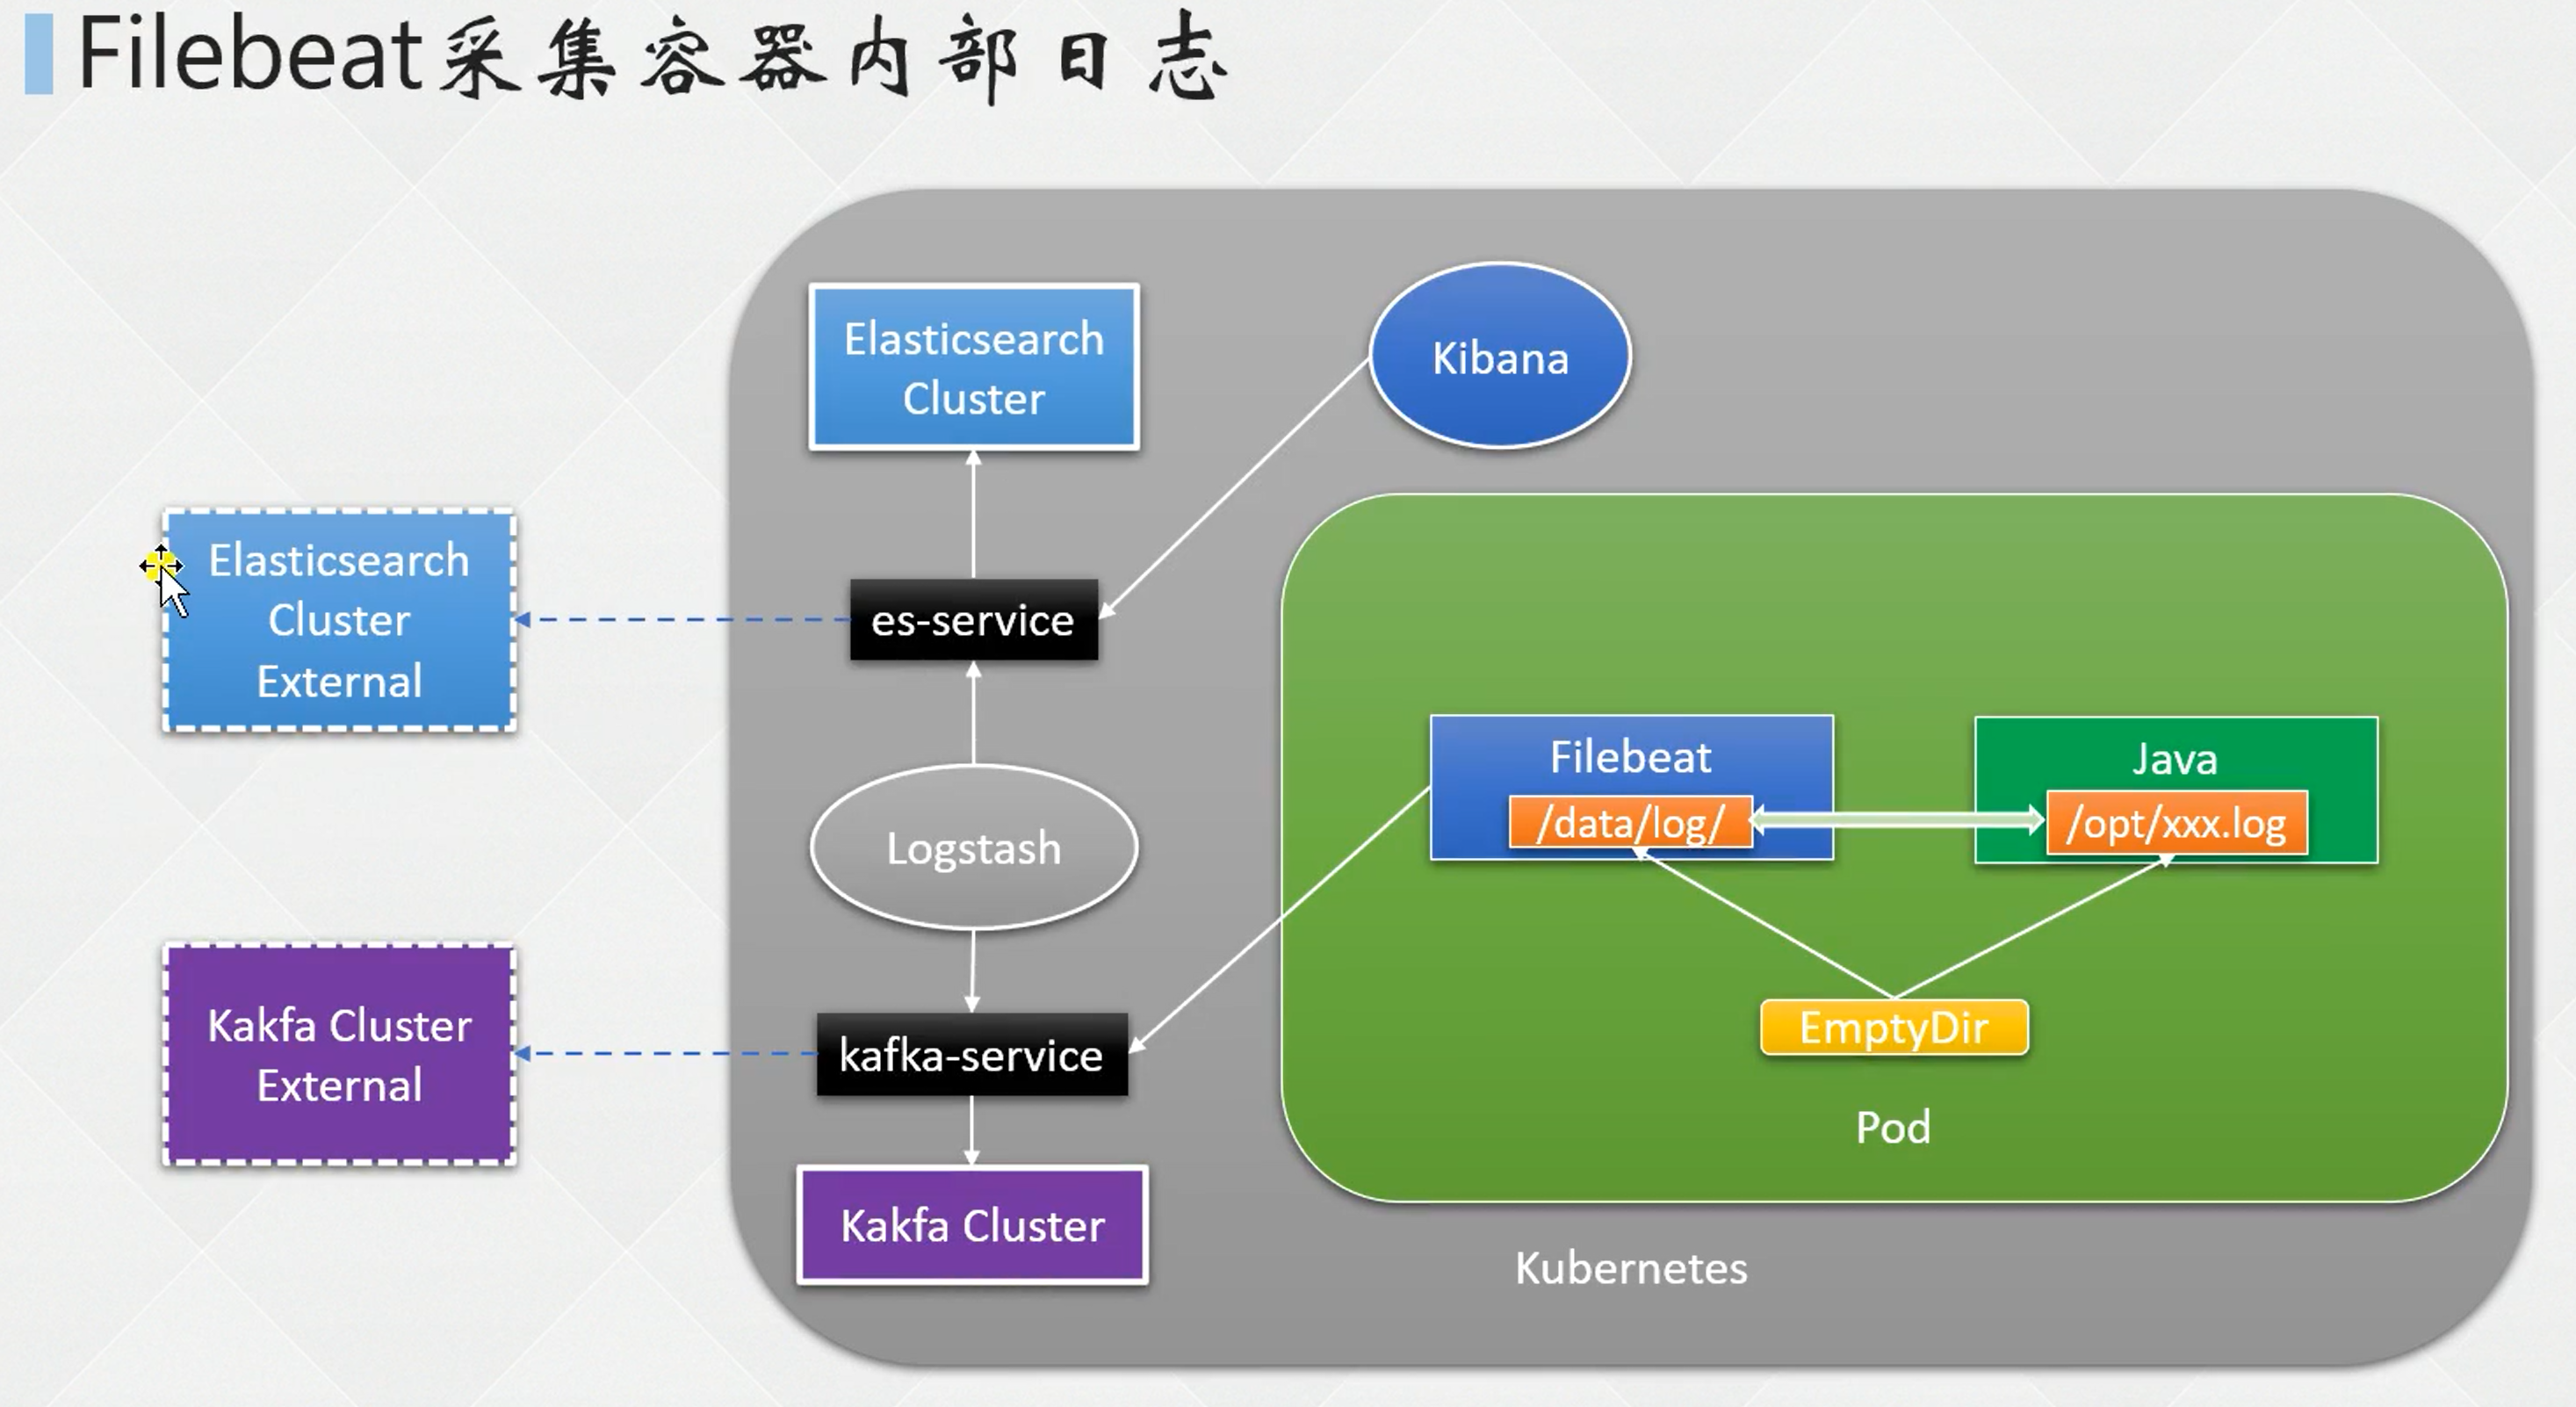 Filebeat采集容器内部日志
Elasticsearch
Cluster
Kibana
Elasticsearch
Cluster
External
es-service
Filebeat
/data/log/
Java
/opt/xxx.log
Logstash
Kakfa Cluster
External
kafka-service
EmptyDir
Pod
Kakfa Cluster
Kubernetes